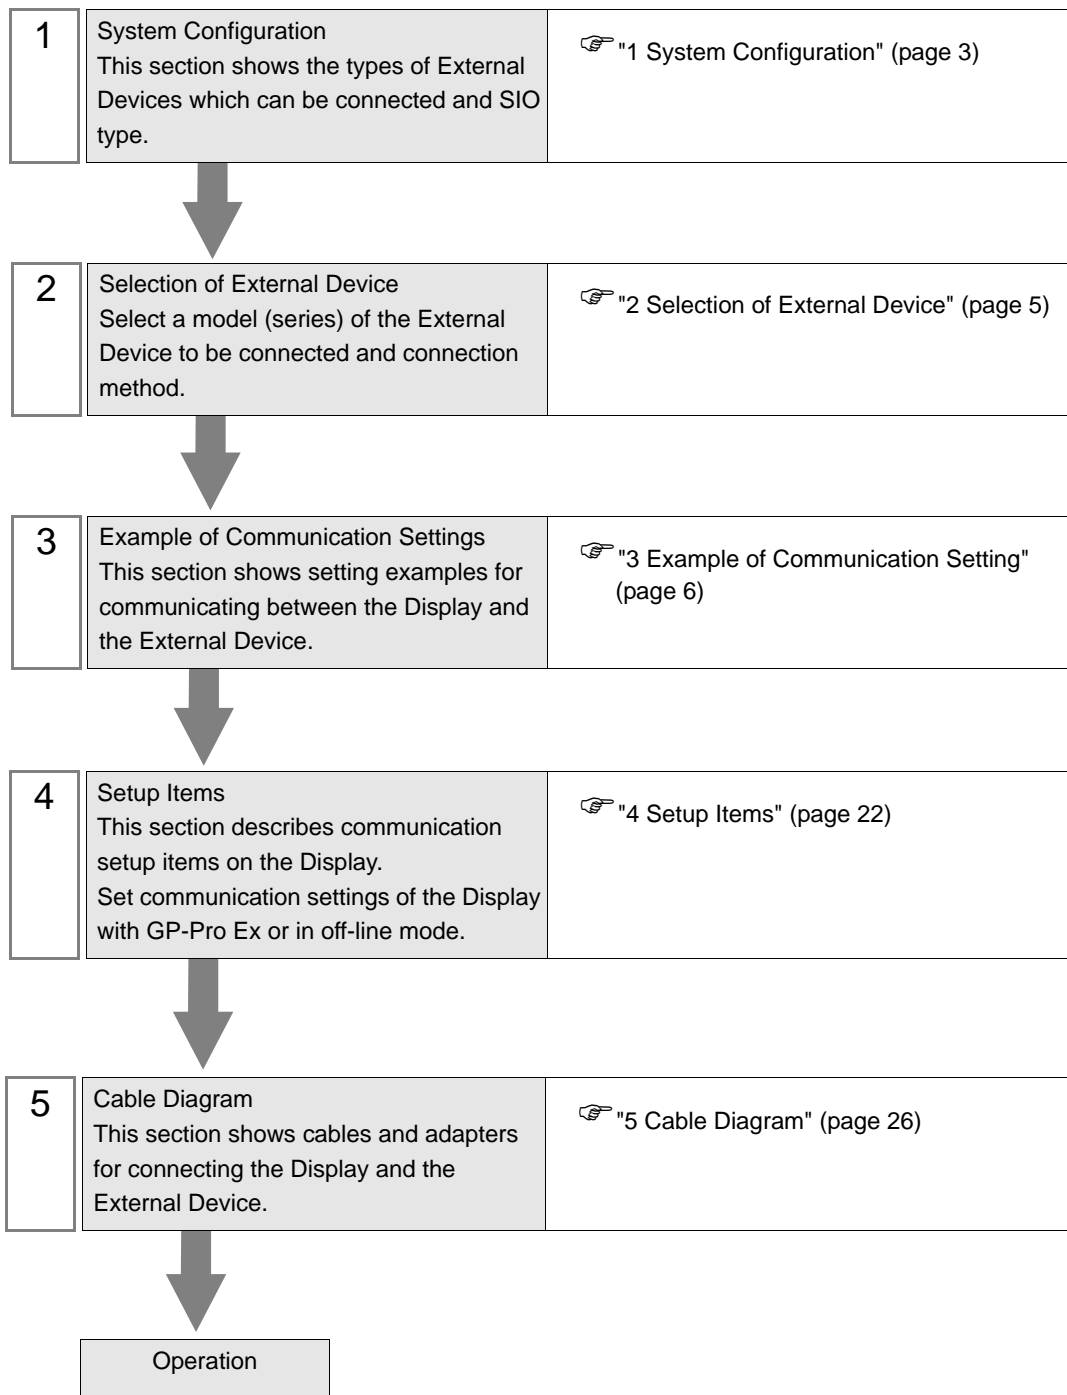 1
System Configuration
This section shows the types of External
Devices which can be connected and SIO
type.
"1 System Configuration" (page 3)
2
Selection of External Device
Select a model (series) of the External
Device to be connected and connection
method.
"2 Selection of External Device" (page 5)
3
Example of Communication Settings
This section shows setting examples for
communicating between the Display and
the External Device.
"3 Example of Communication Setting"
(page 6)
4
Setup Items
This section describes communication
setup items on the Display.
Set communication settings of the Display
with GP-Pro Ex or in off-line mode.
"4 Setup Items" (page 22)
5
Cable Diagram
This section shows cables and adapters
for connecting the Display and the
External Device.
"5 Cable Diagram" (page 26)
Operation